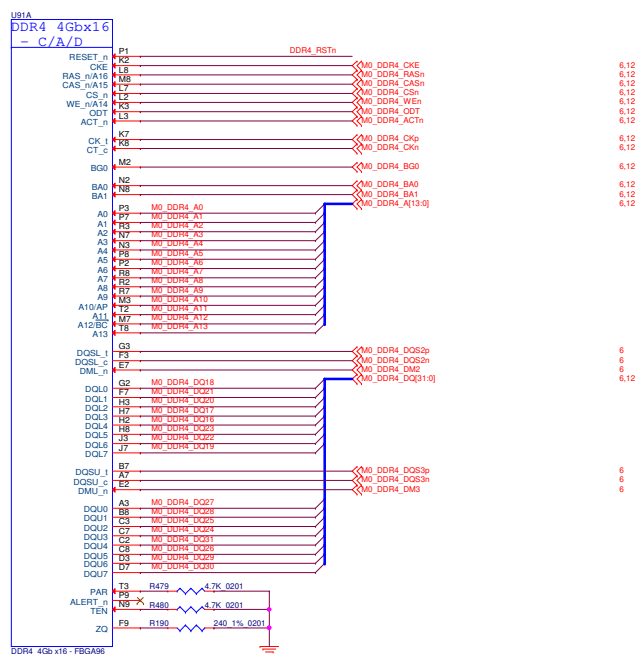 U91A
DDR4 4Gbx16
- C/A/D
RESET_n P1 DDR4_RSTn
CKE K2 M0_DDR4_CKE 6,12
RAS_n/A16 L8 M0_DDR4_RASn 6,12
CAS_n/A15 M8 M0_DDR4_CASn 6,12
CS_n L7 M0_DDR4_CSn 6,12
WE_n/A14 L2 M0_DDR4_WEn 6,12
ODT K3 M0_DDR4_ODT 6,12
ACT_n L3 M0_DDR4_ACTn 6,12
CK_t K7 M0_DDR4_CKp 6,12
CT_c K8 M0_DDR4_CKn 6,12
BG0 M2 M0_DDR4_BG0 6,12
BA0 N2 M0_DDR4_BA0 6,12
BA1 N8 M0_DDR4_BA1 6,12
M0_DDR4_A[13:0] 6,12
A0 P3 M0_DDR4_A0
A1 P7 M0_DDR4_A1
A2 R3 M0_DDR4_A2
A3 N7 M0_DDR4_A3
A4 N3 M0_DDR4_A4
A5 P8 M0_DDR4_A5
A6 P2 M0_DDR4_A6
A7 R8 M0_DDR4_A7
A8 R2 M0_DDR4_A8
A9 R7 M0_DDR4_A9
A10/AP M3 M0_DDR4_A10
A11 T2 M0_DDR4_A11
A12/BC M7 M0_DDR4_A12
A13 T8 M0_DDR4_A13
DQSL_t G3 M0_DDR4_DQS2p 6
DQSL_c F3 M0_DDR4_DQS2n 6
DML_n E7 M0_DDR4_DM2 6
M0_DDR4_DQ[31:0] 6,12
DQL0 G2 M0_DDR4_DQ18
DQL1 F7 M0_DDR4_DQ21
DQL2 H3 M0_DDR4_DQ20
DQL3 H7 M0_DDR4_DQ17
DQL4 H2 M0_DDR4_DQ16
DQL5 H8 M0_DDR4_DQ23
DQL6 J3 M0_DDR4_DQ22
DQL7 J7 M0_DDR4_DQ19
DQSU_t B7 M0_DDR4_DQS3p 6
DQSU_c A7 M0_DDR4_DQS3n 6
DMU_n E2 M0_DDR4_DM3 6
DQU0 A3 M0_DDR4_DQ27
DQU1 B8 M0_DDR4_DQ28
DQU2 C3 M0_DDR4_DQ25
DQU3 C7 M0_DDR4_DQ24
DQU4 C2 M0_DDR4_DQ31
DQU5 C8 M0_DDR4_DQ26
DQU6 D3 M0_DDR4_DQ29
DQU7 D7 M0_DDR4_DQ30
PAR T3 R479 4.7K_0201
ALERT_n P9
TEN N9 R480 4.7K_0201
ZQ F9 R190 240_1%_0201
DDR4_4Gb x16 - FBGA96